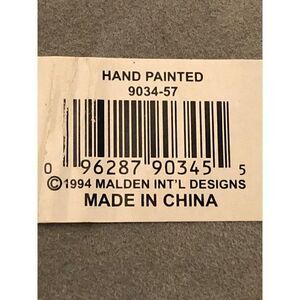 HAND PAINTED
9034-57
0 96287 90345 5
©1994 MALDEN INT'L DESIGNS
MADE IN CHINA